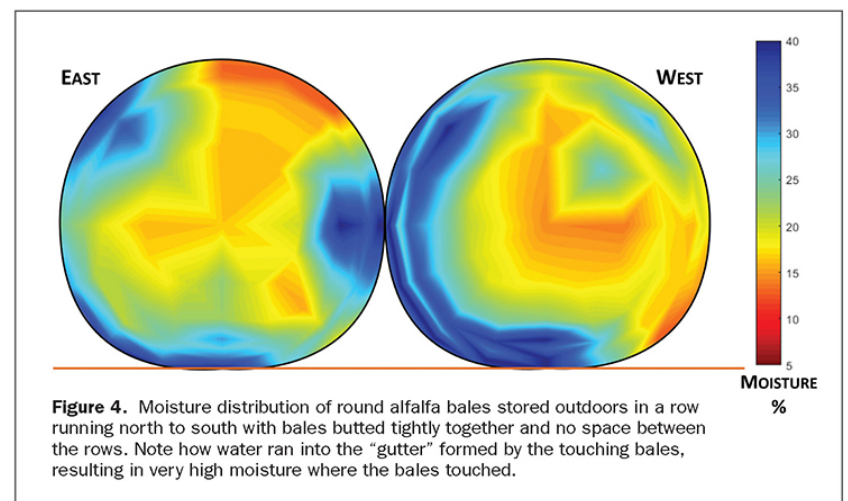 EAST
WEST
40
35
30
25
20
15
10
5
MOISTURE
%
Figure 4. Moisture distribution of round alfalfa bales stored outdoors in a row
running north to south with bales butted tightly together and no space between
the rows. Note how water ran into the “gutter” formed by the touching bales,
resulting in very high moisture where the bales touched.